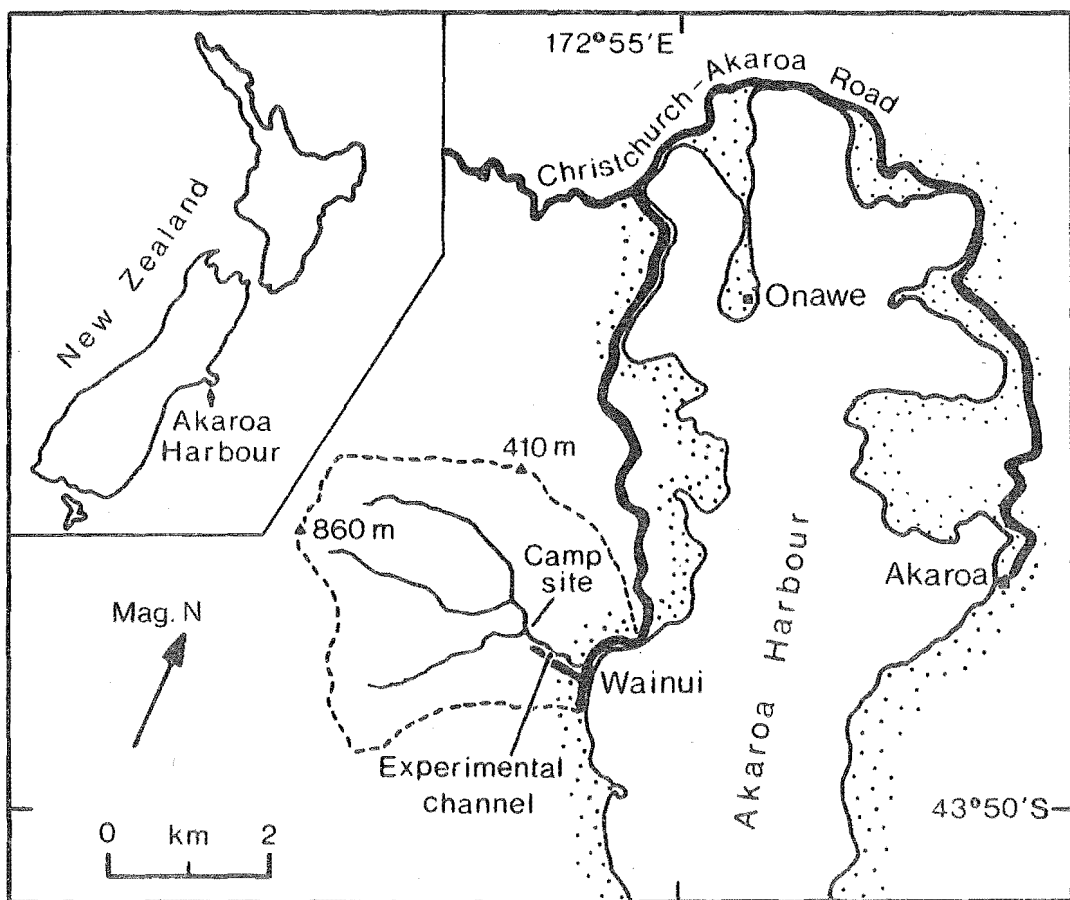 172°55'E
Christchurch-Akaroa Road
New Zealand
Akaroa
Harbour
Onawe
410 m
860 m
Camp
site
Akaroa
Mag. N
Wainui
Akaroa Harbour
Experimental
channel
43°50'S
0 km 2